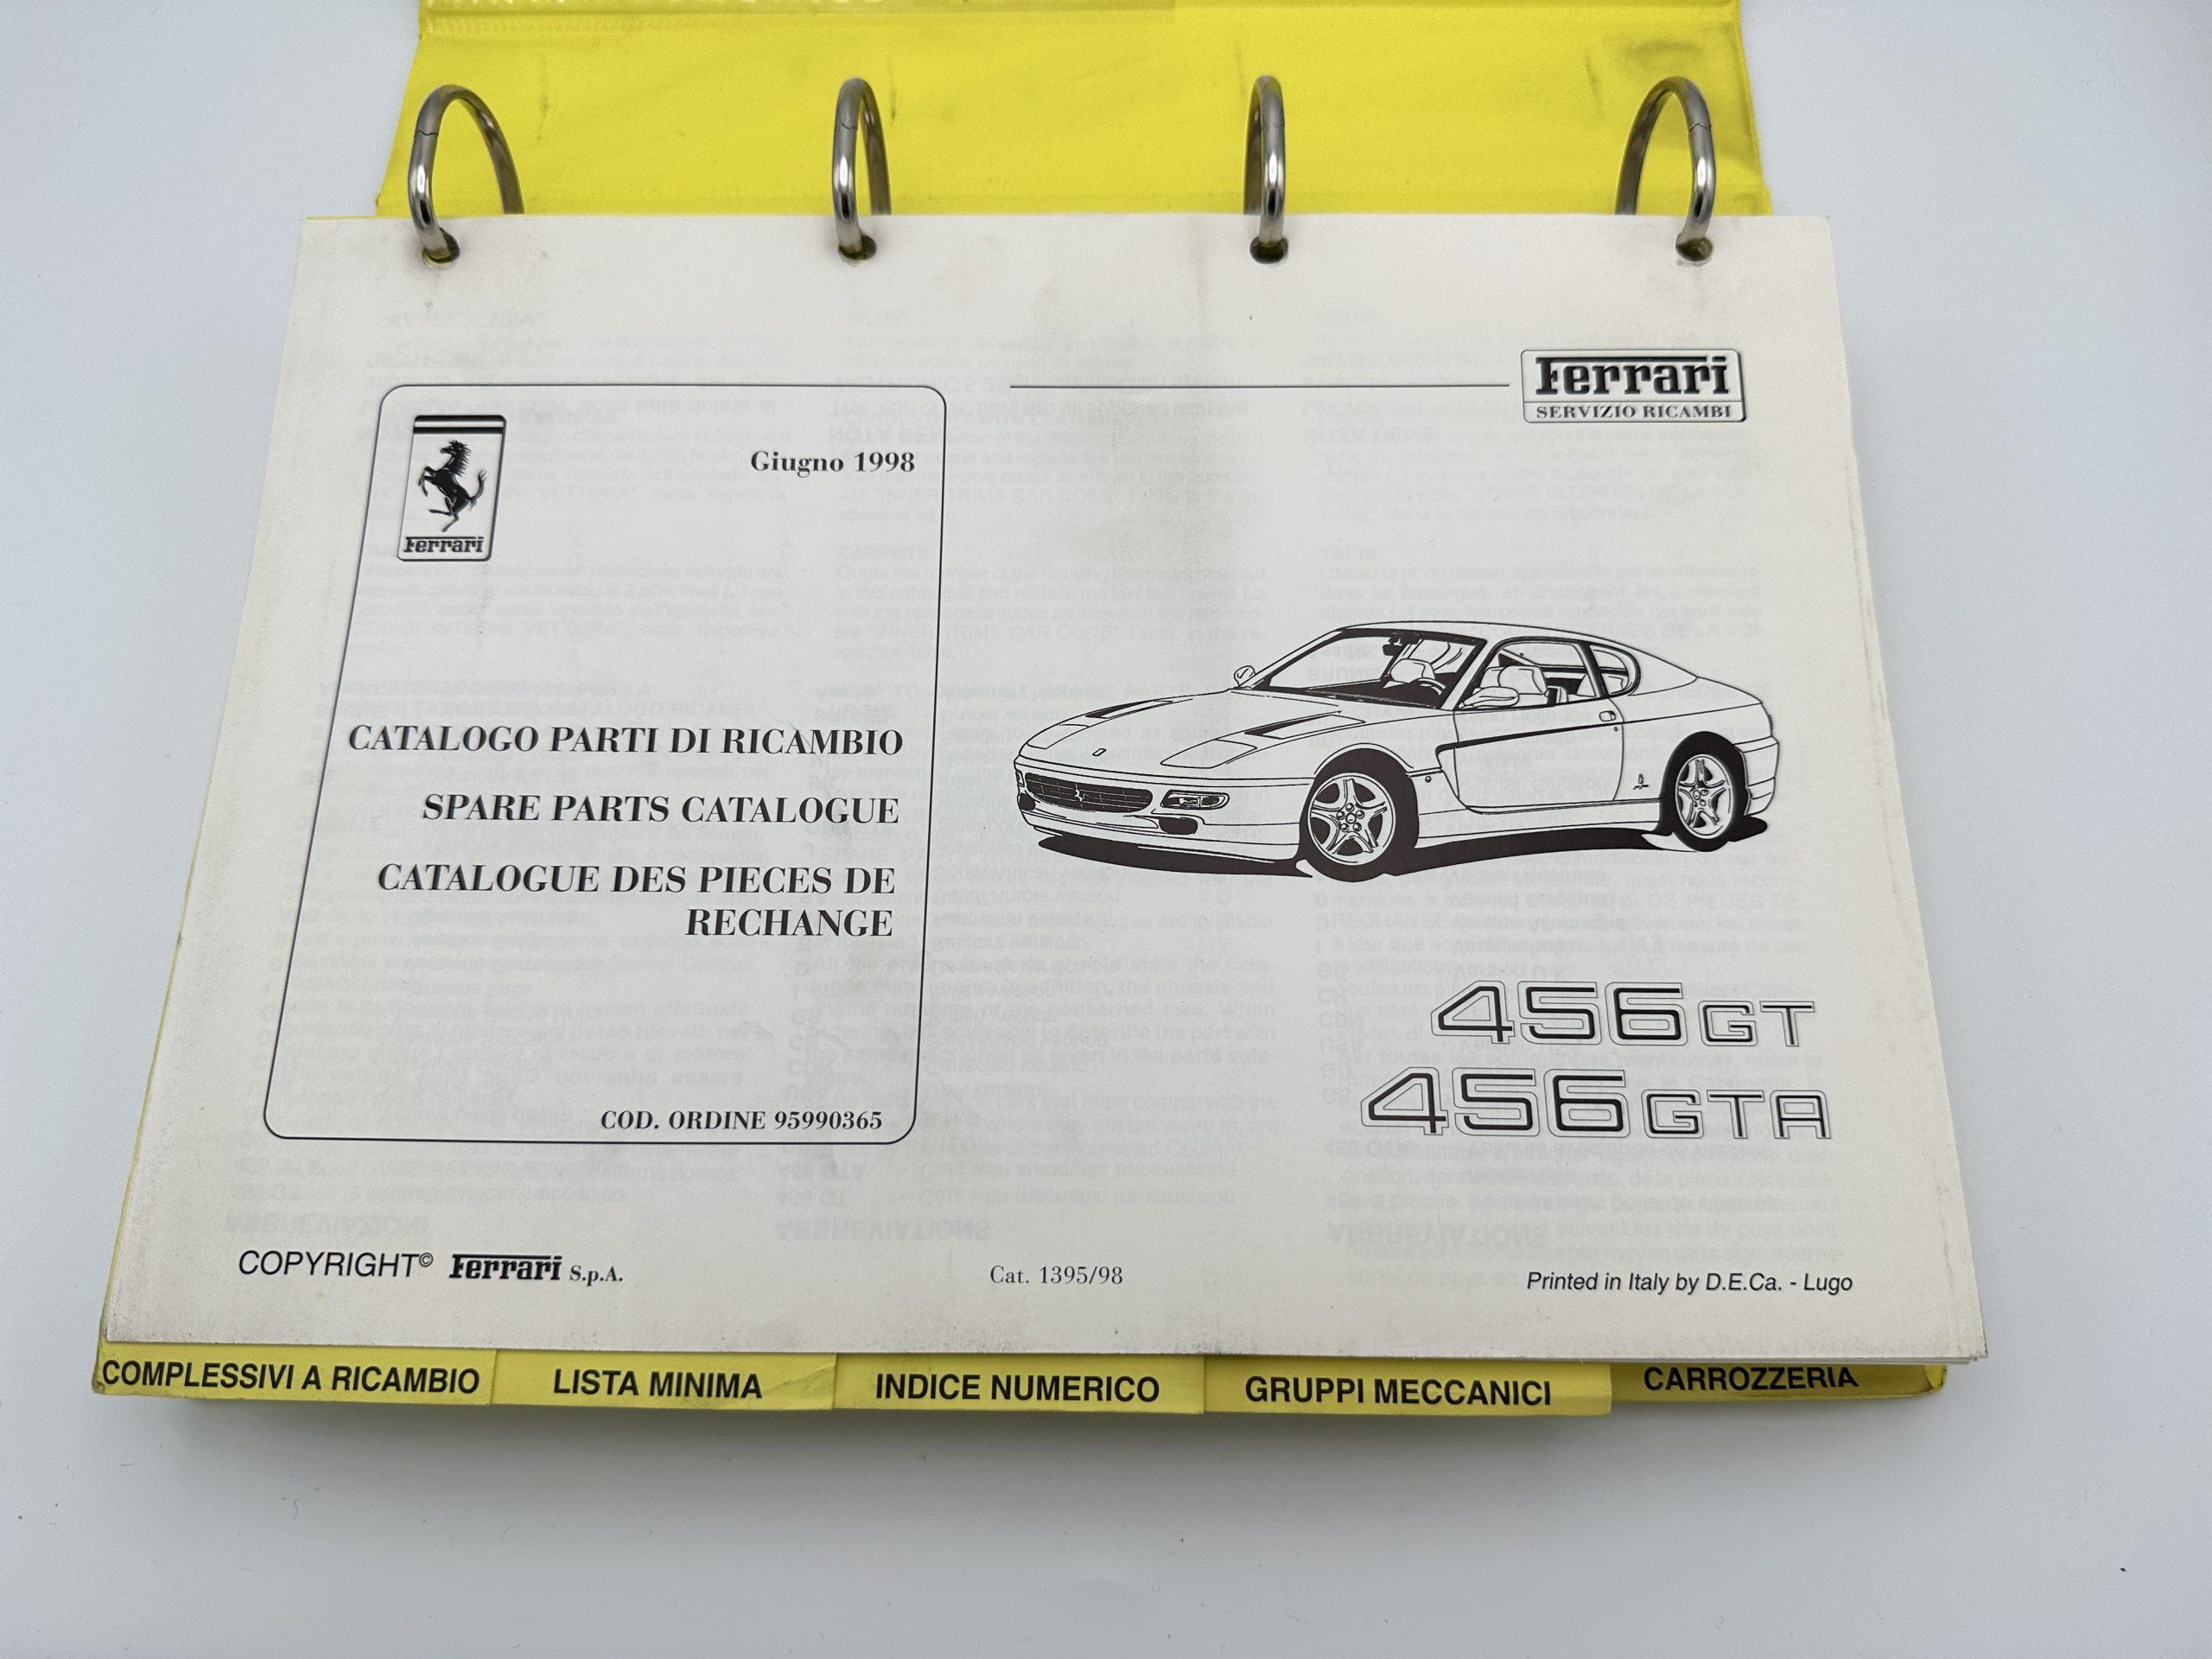 Ferrari
SERVIZIO RICAMBI
Giugno 1998
Ferrari
CATALOGO PARTI DI RICAMBIO
SPARE PARTS CATALOGUE
CATALOGUE DES PIECES DE
RECHANGE
COD. ORDINE 95990365
456GT
456GTA
COPYRIGHT© Ferrari S.p.A.
Cat. 1395/98
Printed in Italy by D.E.Ca. - Lugo
COMPLESSIVI A RICAMBIO
LISTA MINIMA
INDICE NUMERICO
GRUPPI MECCANICI
CARROZZERIA